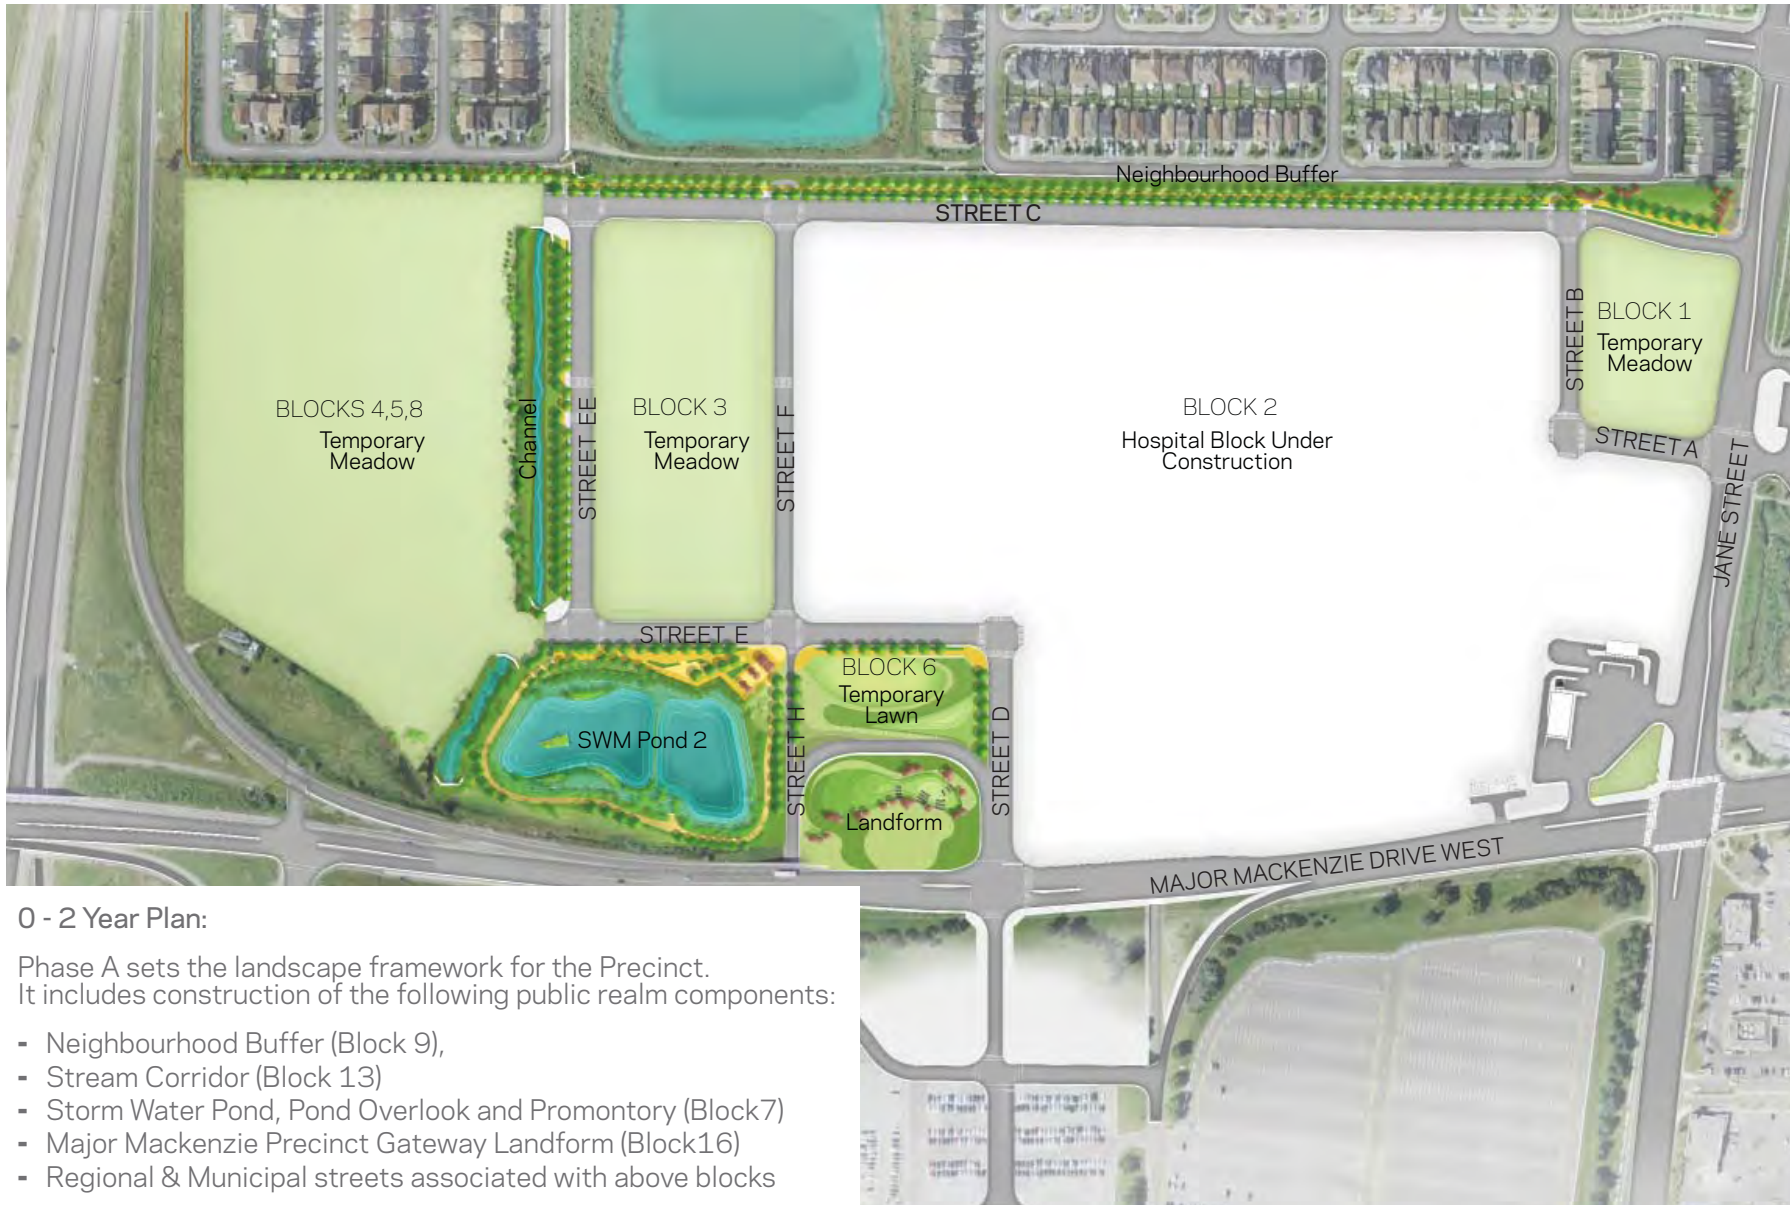 Neighbourhood Buffer
STREET C
BLOCK 1
Temporary
Meadow
STREET B
STREET A
JANE STREET
BLOCKS 4,5,8
Temporary
Meadow
Channel
STREET EE
BLOCK 3
Temporary
Meadow
STREET F
BLOCK 2
Hospital Block Under
Construction
STREET E
BLOCK 6
Temporary
Lawn
SWM Pond 2
STREET H
STREET D
Landform
MAJOR MACKENZIE DRIVE WEST
0 - 2 Year Plan:
Phase A sets the landscape framework for the Precinct.
It includes construction of the following public realm components:
- Neighbourhood Buffer (Block 9),
- Stream Corridor (Block 13)
- Storm Water Pond, Pond Overlook and Promontory (Block7)
- Major Mackenzie Precinct Gateway Landform (Block16)
- Regional & Municipal streets associated with above blocks